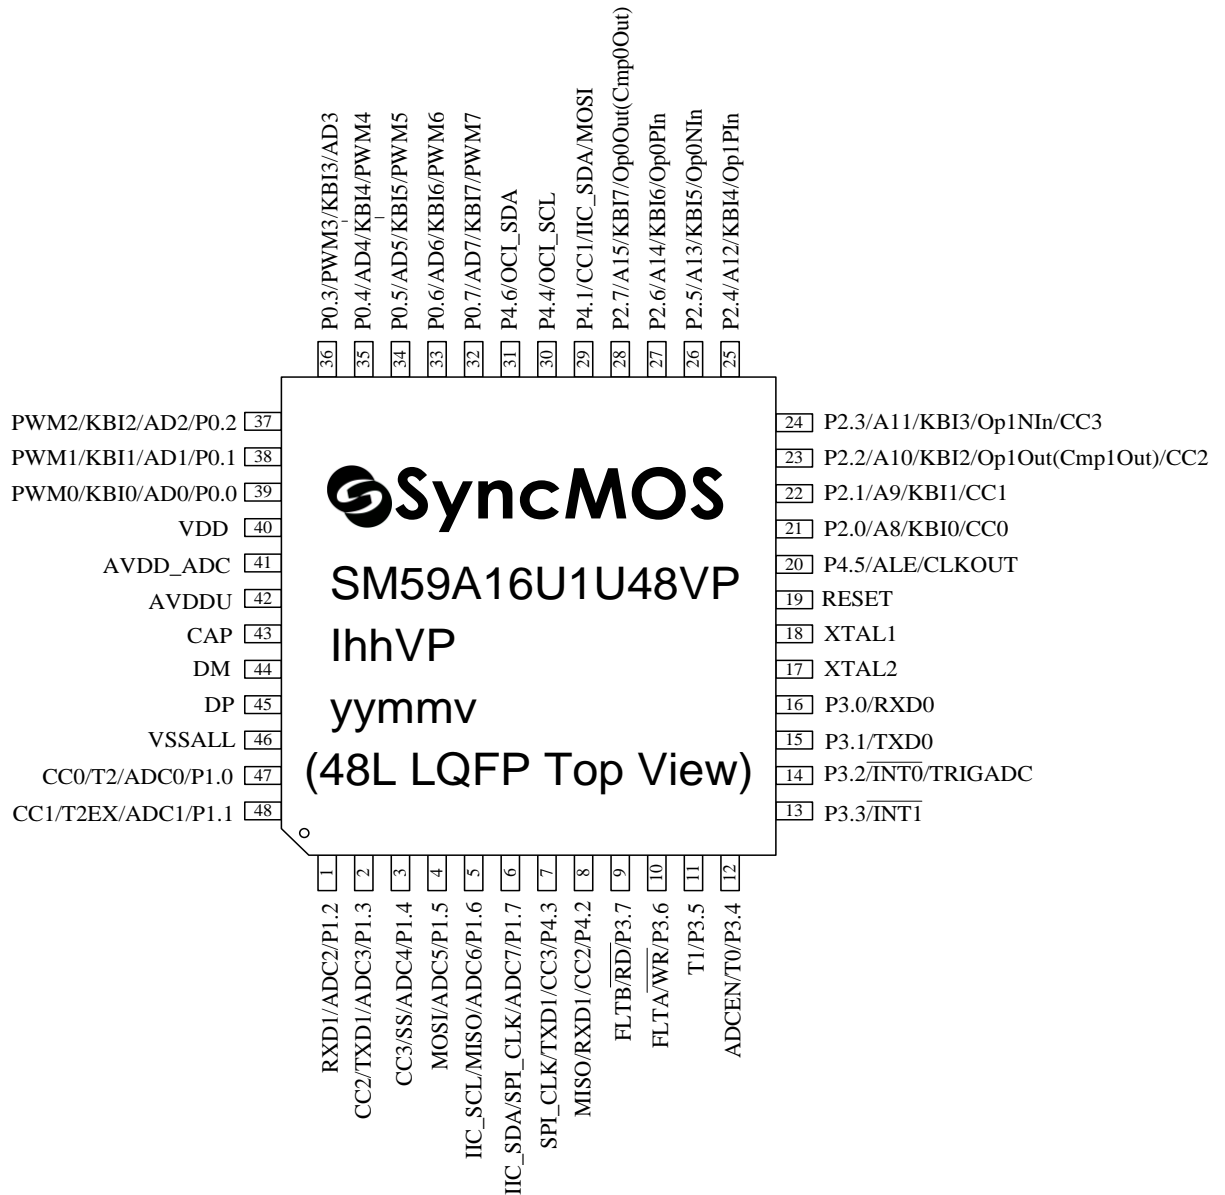 P0.3/PWM3/KBI3/AD3
P0.4/AD4/KBI4/PWM4
P0.5/AD5/KBI5/PWM5
P0.6/AD6/KBI6/PWM6
P0.7/AD7/KBI7/PWM7
P4.6/OCI_SDA
P4.4/OCI_SCL
P4.1/CC1/IIC_SDA/MOSI
P2.7/A15/KBI7/Op0Out(Cmp0Out)
P2.6/A14/KBI6/Op0PIn
P2.5/A13/KBI5/Op0NIn
P2.4/A12/KBI4/Op1PIn
36 35 34 33 32 31 30 29 28 27 26 25
PWM2/KBI2/AD2/P0.2 37
PWM1/KBI1/AD1/P0.1 38
PWM0/KBI0/AD0/P0.0 39
VDD 40
AVDD_ADC 41
AVDDU 42
CAP 43
DM 44
DP 45
VSSALL 46
CC0/T2/ADC0/P1.0 47
CC1/T2EX/ADC1/P1.1 48
SyncMOS
SM59A16U1U48VP
IhhVP
yymmv
(48L LQFP Top View)
24 P2.3/A11/KBI3/Op1NIn/CC3
23 P2.2/A10/KBI2/Op1Out(Cmp1Out)/CC2
22 P2.1/A9/KBI1/CC1
21 P2.0/A8/KBI0/CC0
20 P4.5/ALE/CLKOUT
19 RESET
18 XTAL1
17 XTAL2
16 P3.0/RXD0
15 P3.1/TXD0
14 P3.2/INT0/TRIGADC
13 P3.3/INT1
1 2 3 4 5 6 7 8 9 10 11 12
RXD1/ADC2/P1.2
CC2/TXD1/ADC3/P1.3
CC3/SS/ADC4/P1.4
MOSI/ADC5/P1.5
IIC_SCL/MISO/ADC6/P1.6
IIC_SDA/SPI_CLK/ADC7/P1.7
SPI_CLK/TXD1/CC3/P4.3
MISO/RXD1/CC2/P4.2
FLTB/RD/P3.7
FLTA/WR/P3.6
T1/P3.5
ADCEN/T0/P3.4